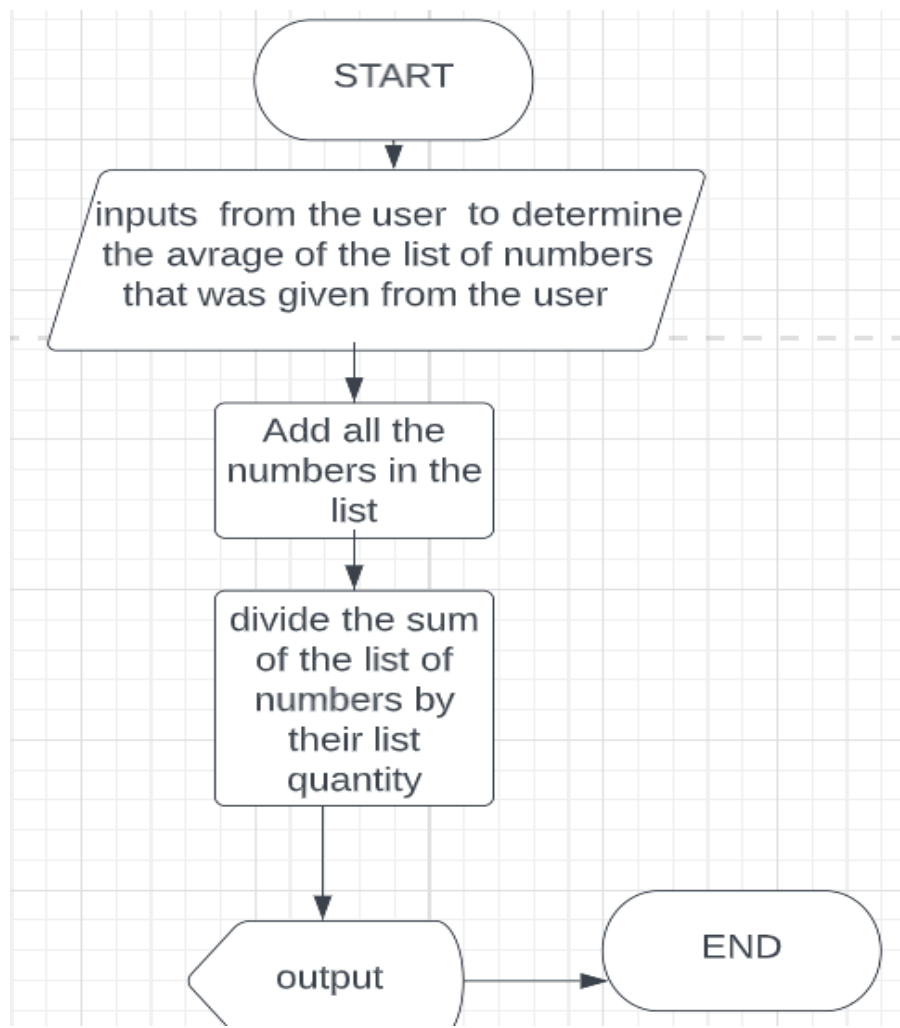 START
inputs from the user to determine
the avrage of the list of numbers
that was given from the user
Add all the
numbers in the
list
divide the sum
of the list of
numbers by
their list
quantity
output
END